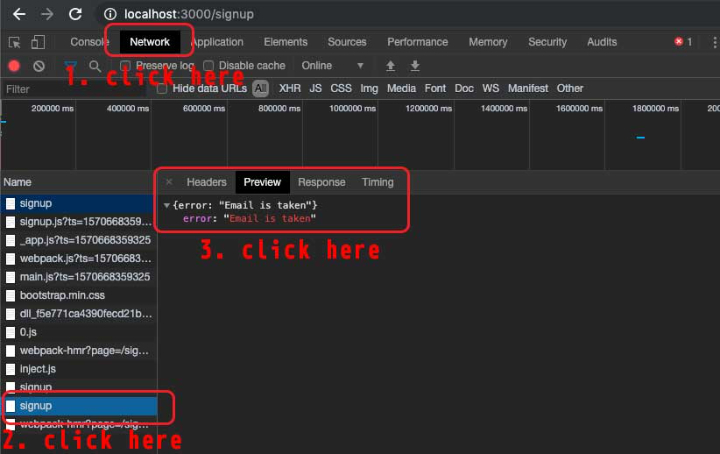 localhost:3000/signup
Console Network Application Elements Sources Performance Memory Security Audits 1
Preserve log Disable cache Online
1. click here
Filter Hide data URLs All XHR JS CSS Img Media Font Doc WS Manifest Other
200000 ms 400000 ms 600000 ms 800000 ms 1000000 ms 1200000 ms 1400000 ms 1600000 ms 1800000 ms 200
Name × Headers Preview Response Timing
signup {error: "Email is taken"}
signup.js?ts=1570668359... error: "Email is taken"
_app.js?ts=1570668359325
3. click here
webpack.js?ts=15706683...
main.js?ts=1570668359325
bootstrap.min.css
dll_f5e771ca4390fecd21b...
0.js
webpack-hmr?page=/sig...
inject.js
signup
signup
webpack-hmr?page=/sig...
2. click here